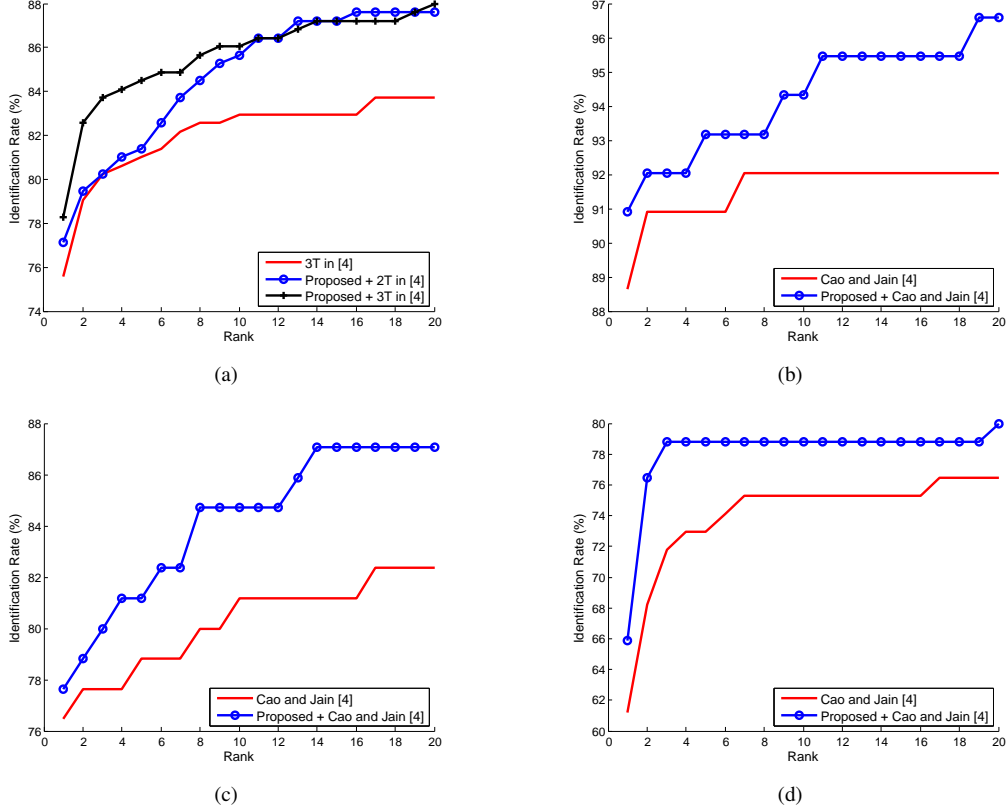 88
86
84
82
80
78
76
74
Identification Rate (%)
2 4 6 8 10 12 14 16 18 20
Rank
3T in [4]
Proposed + 2T in [4]
Proposed + 3T in [4]
(a)
97
96
95
94
93
92
91
90
89
88
Identification Rate (%)
0 2 4 6 8 10 12 14 16 18 20
Rank
Cao and Jain [4]
Proposed + Cao and Jain [4]
(b)
88
86
84
82
80
78
76
Identification Rate (%)
2 4 6 8 10 12 14 16 18 20
Rank
Cao and Jain [4]
Proposed + Cao and Jain [4]
(c)
80
78
76
74
72
70
68
66
64
62
60
Identification Rate (%)
0 2 4 6 8 10 12 14 16 18 20
Rank
Cao and Jain [4]
Proposed + Cao and Jain [4]
(d)